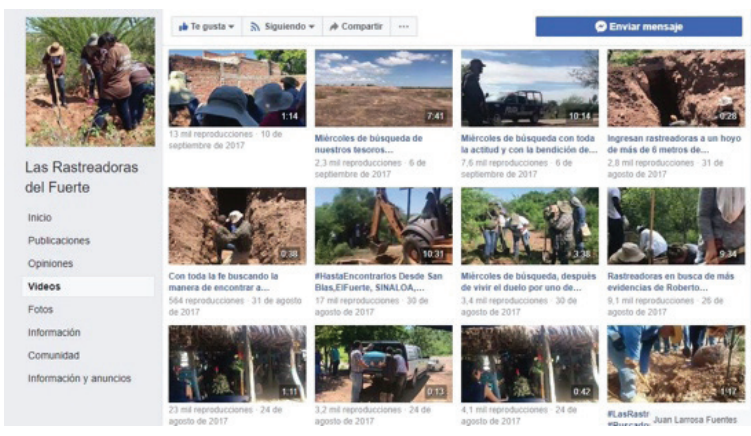 Te gusta
Siguiendo
Compartir
Enviar mensaje
Las Rastreadoras
del Fuerte
Inicio
Publicaciones
Opiniones
Videos
Fotos
Información
Comunidad
Información y anuncios
1:14
13 mil reproducciones · 10 de
septiembre de 2017
7:41
Miércoles de búsqueda de
nuestros tesoros...
2,3 mil reproducciones · 6 de
septiembre de 2017
10:14
Miércoles de búsqueda con toda
la actitud y con la bendición de...
7,6 mil reproducciones · 6 de
septiembre de 2017
0:28
Ingresan rastreadoras a un hoyo
de más de 6 metros de...
2,8 mil reproducciones · 31 de
agosto de 2017
0:38
Con toda la fe buscando la
manera de encontrar a...
564 reproducciones · 31 de agosto
de 2017
10:31
#HastaEncontrarlos Desde San
Blas,ElFuerte, SINALOA,...
17 mil reproducciones · 30 de
agosto de 2017
3:38
Miércoles de búsqueda, después
de vivir el duelo por uno de...
3,4 mil reproducciones · 30 de
agosto de 2017
9:34
Rastreadoras en busca de más
evidencias de Roberto...
9,1 mil reproducciones · 26 de
agosto de 2017
1:11
23 mil reproducciones · 24 de
agosto de 2017
0:13
3,2 mil reproducciones · 24 de
agosto de 2017
0:42
4,1 mil reproducciones · 24 de
agosto de 2017
1:17
#LasRastr
Juan Larrosa Fuentes